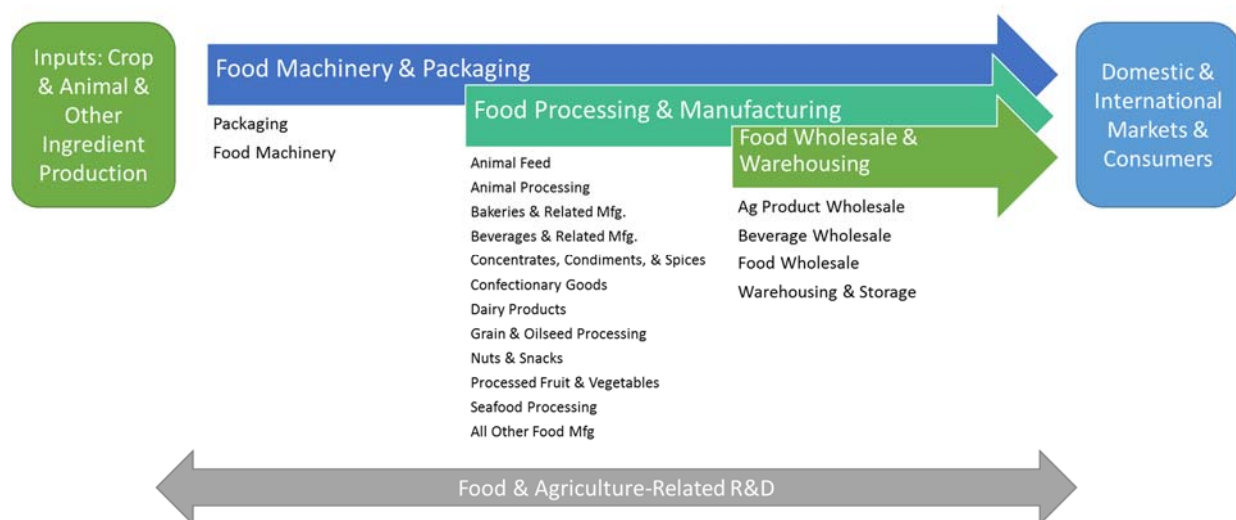 Inputs: Crop
& Animal &
Other
Ingredient
Production
Food Machinery & Packaging
Packaging
Food Machinery
Food Processing & Manufacturing
Animal Feed
Animal Processing
Bakeries & Related Mfg.
Beverages & Related Mfg.
Concentrates, Condiments, & Spices
Confectionary Goods
Dairy Products
Grain & Oilseed Processing
Nuts & Snacks
Processed Fruit & Vegetables
Seafood Processing
All Other Food Mfg
Food Wholesale &
Warehousing
Ag Product Wholesale
Beverage Wholesale
Food Wholesale
Warehousing & Storage
Domestic &
International
Markets &
Consumers
Food & Agriculture-Related R&D